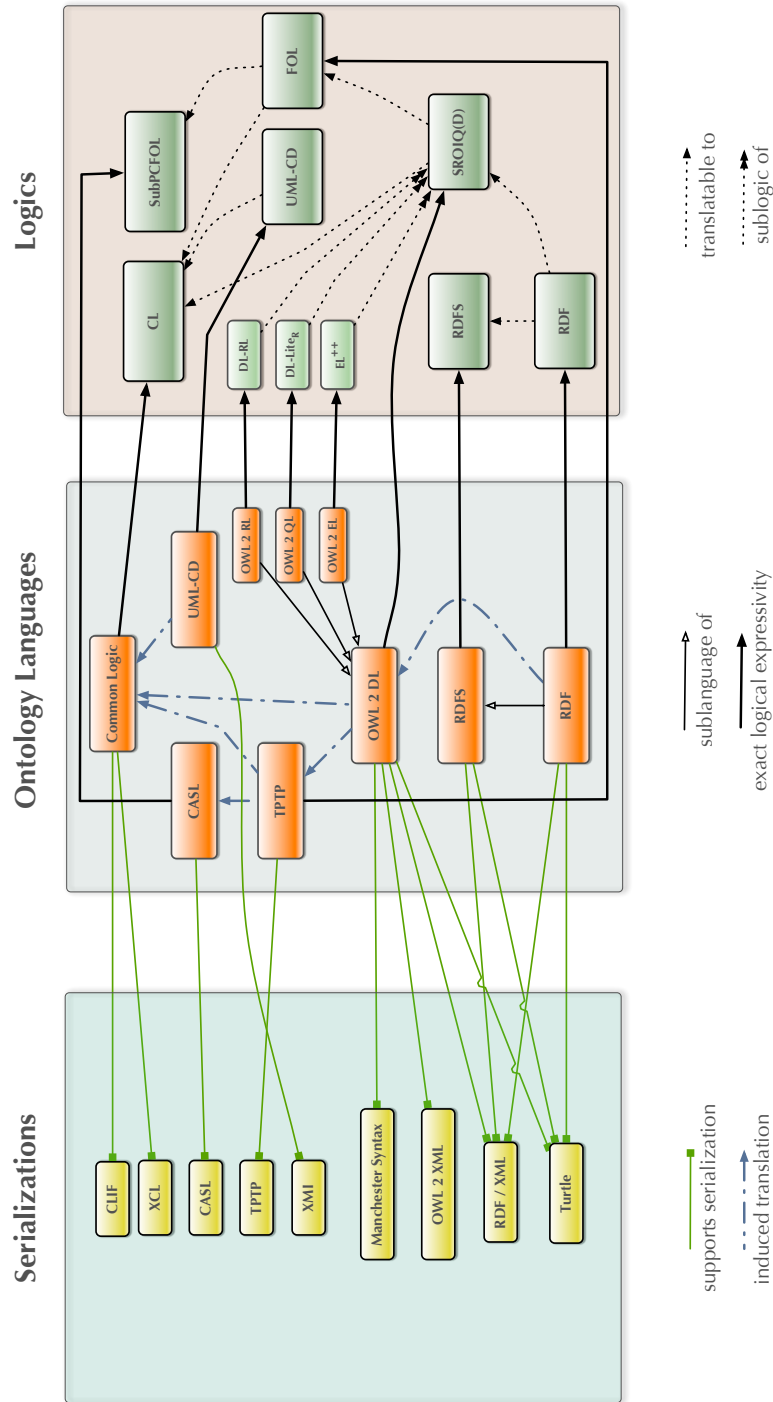 Logics
SubPCFOL
FOL
CL
UML-CD
SROIQ(D)
DL-RL
DL-LiteR
EL++
RDFS
RDF
translatable to
sublogic of
Ontology Languages
Common Logic
UML-CD
CASL
TPTP
OWL 2 RL
OWL 2 QL
OWL 2 EL
OWL 2 DL
RDFS
RDF
sublanguage of
exact logical expressivity
Serializations
CLIF
XCL
CASL
TPTP
XMI
Manchester Syntax
OWL 2 XML
RDF / XML
Turtle
supports serialization
induced translation